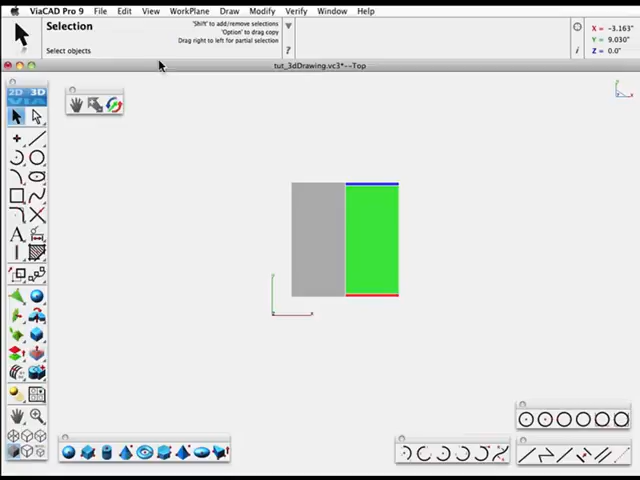 ViaCAD Pro 9 File Edit View WorkPlane Draw Modify Verify Window Help
Selection
'Shift' to add/remove selections
'Option' to drag copy
Drag right to left for partial selection
Select objects
?
i
X = -3.163"
Y = 9.030"
Z = 0.0"
tut_3dDrawing.vc3*--Top
2D 3D
VIA
A